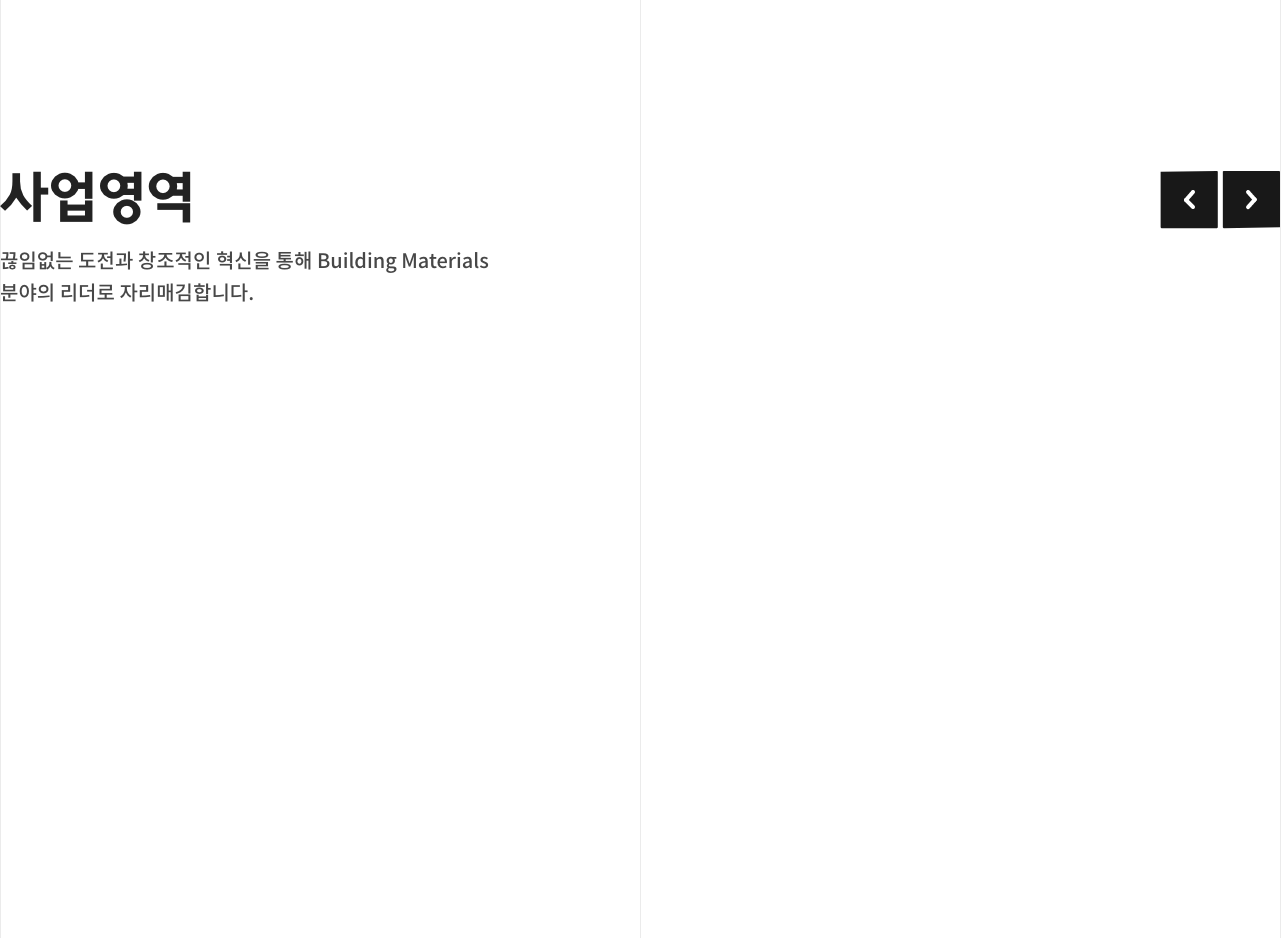 사업영역
끊임없는 도전과 창조적인 혁신을 통해 Building Materials
분야의 리더로 자리매김합니다.